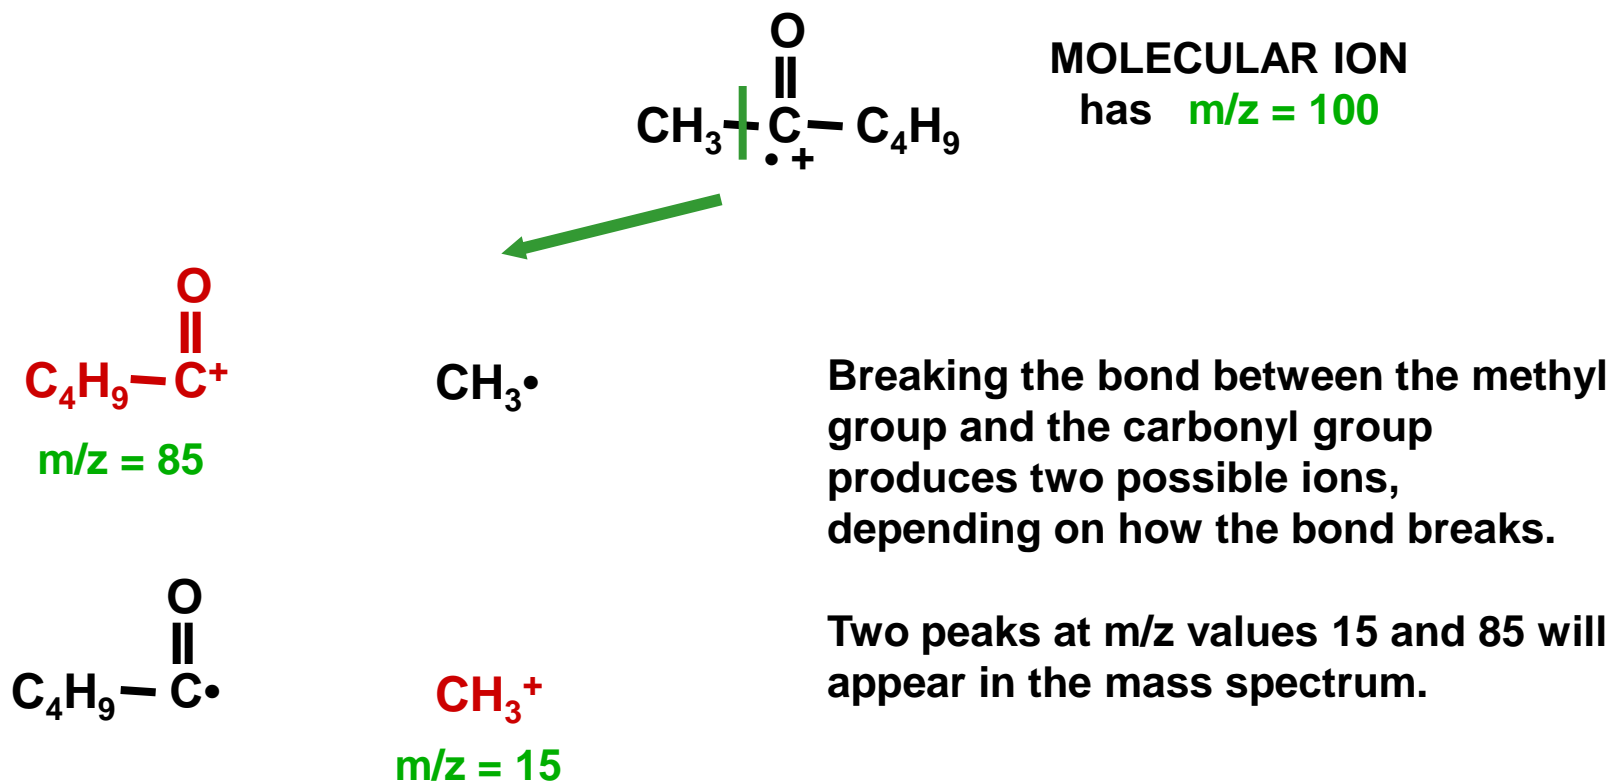 O
CH3 C C4H9
• +
MOLECULAR ION
has m/z = 100
O
C4H9 C+
m/z = 85
CH3•
Breaking the bond between the methyl
group and the carbonyl group
produces two possible ions,
depending on how the bond breaks.
O
C4H9 C•
CH3+
m/z = 15
Two peaks at m/z values 15 and 85 will
appear in the mass spectrum.